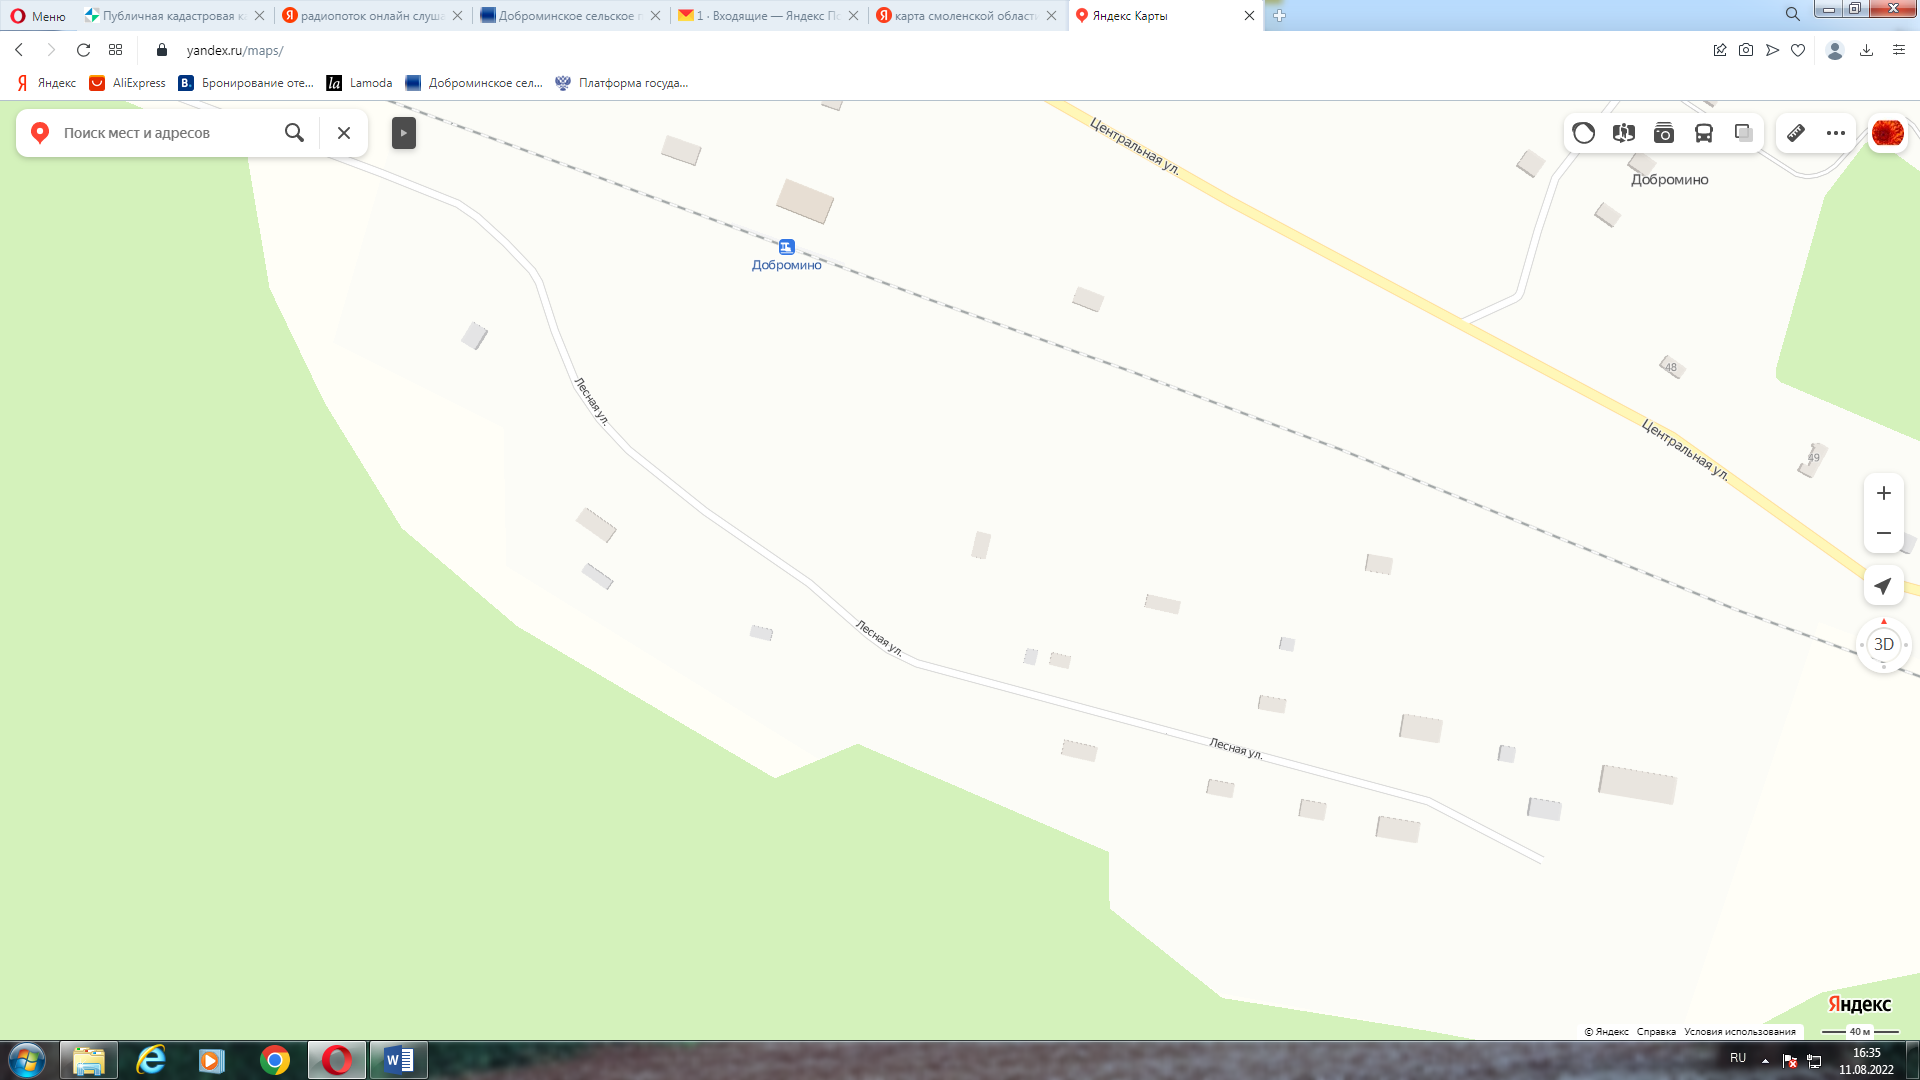 Меню
Публичная кадастровая к
радиопоток онлайн слуша
Доброминское сельское п
1 · Входящие — Яндекс По
карта смоленской области
Яндекс Карты
yandex.ru/maps/
Яндекс
AliExpress
Бронирование оте...
Lamoda
Доброминское сел...
Платформа госуда...
Поиск мест и адресов
Центральная ул.
Добромино
Добромино
48
Лесная ул.
Центральная ул.
49
Лесная ул.
3D
Лесная ул.
Яндекс
© Яндекс Справка Условия использования
40 м
RU
16:35
11.08.2022